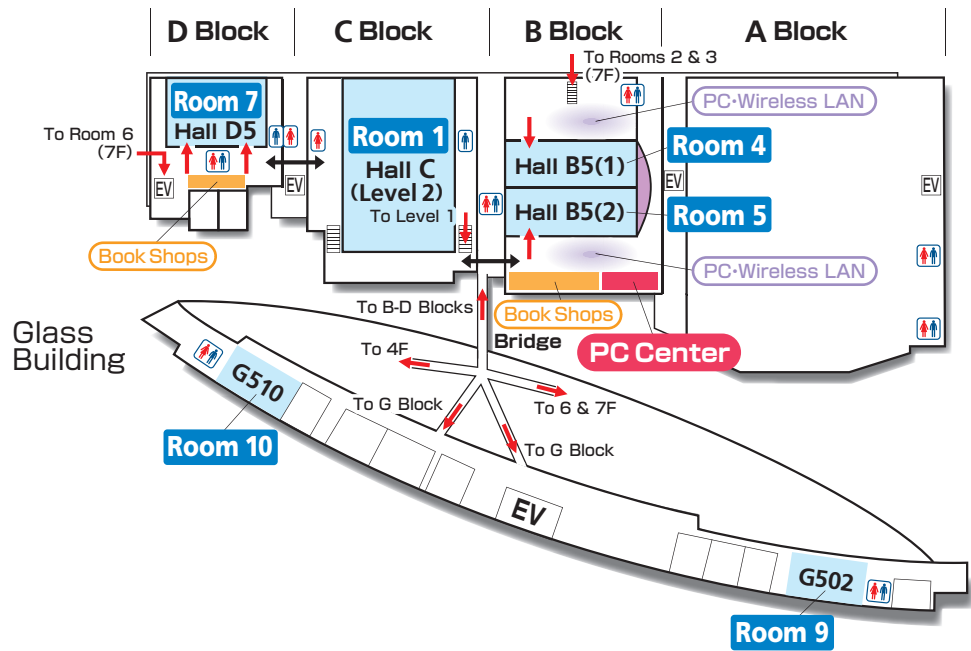 D Block
C Block
B Block
A Block
To Rooms 2 & 3
(7F)
PC·Wireless LAN
Room 7
Hall D5
To Room 6
(7F)
EV
Book Shops
EV
Room 1
Hall C
(Level 2)
To Level 1
Hall B5(1)
Room 4
Hall B5(2)
Room 5
EV
EV
PC·Wireless LAN
Book Shops
PC Center
To B-D Blocks
Bridge
Glass
Building
To 4F
To 6 & 7F
To G Block
To G Block
G510
Room 10
EV
G502
Room 9